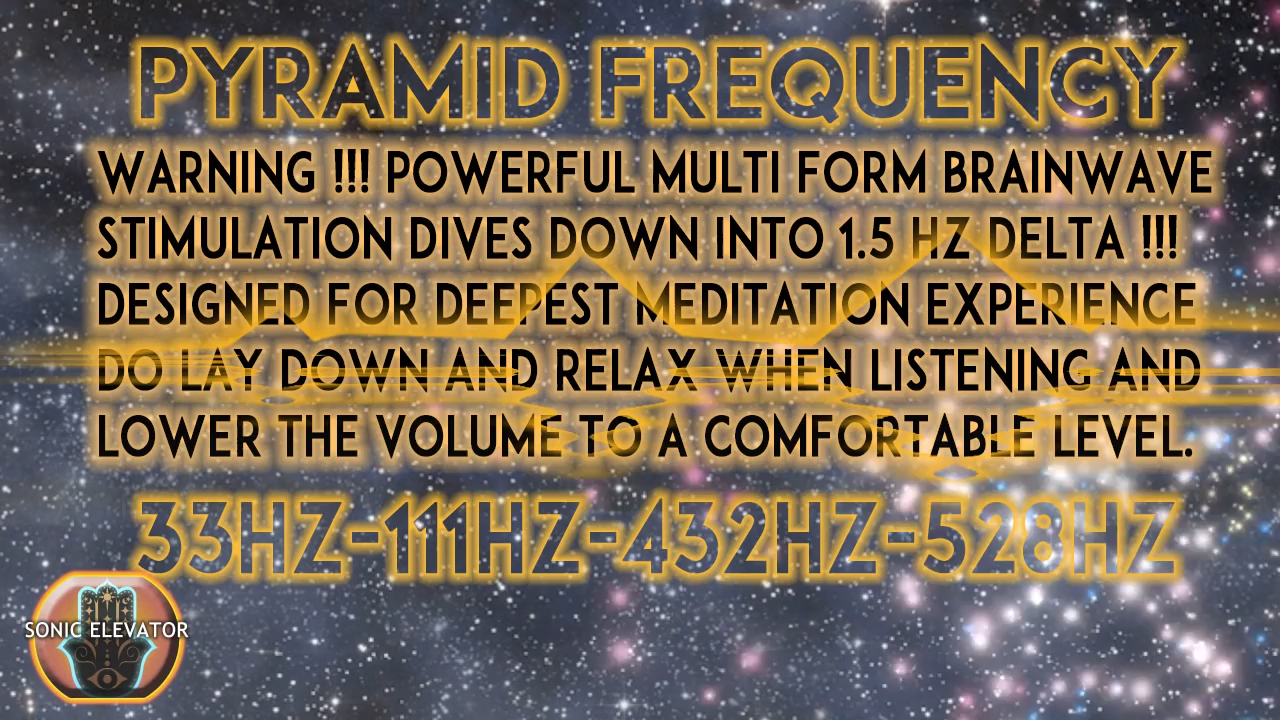 PYRAMID FREQUENCY
WARNING !!! POWERFUL MULTI FORM BRAINWAVE
STIMULATION DIVES DOWN INTO 1.5 HZ DELTA !!!
DESIGNED FOR DEEPEST MEDITATION EXPERIENCE
DO LAY DOWN AND RELAX WHEN LISTENING AND
LOWER THE VOLUME TO A COMFORTABLE LEVEL.
33HZ-111HZ-432HZ-528HZ
SONIC ELEVATOR